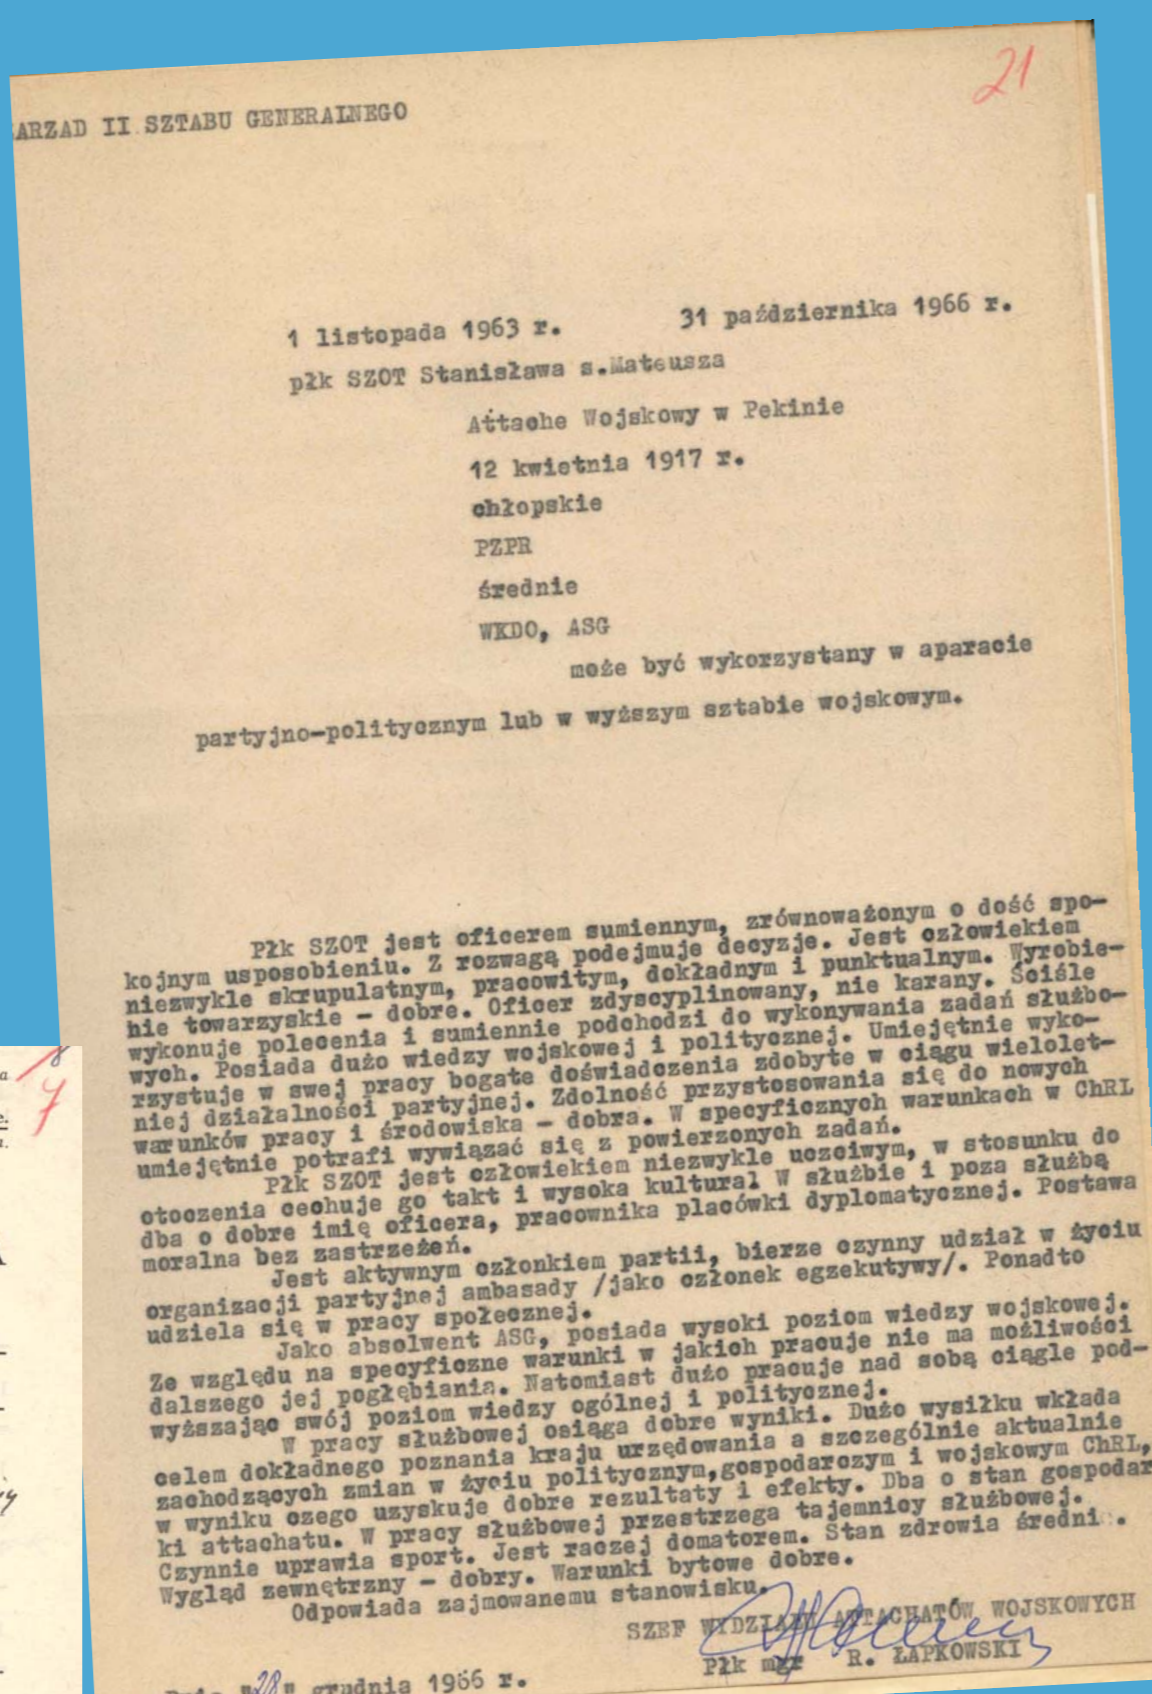 21
ARZAD II SZTABU GENERALNEGO
1 listopada 1963 r. 31 października 1966 r.
płk SZOT Stanisława s.Mateusza
Attache Wojskowy w Pekinie
12 kwietnia 1917 r.
chłopskie
PZPR
średnie
WKDO, ASG
może być wykorzystany w aparacie
partyjno-politycznym lub w wyższym sztabie wojskowym.
Płk SZOT jest oficerem sumiennym, zrównoważonym o dość spo-
kojnym usposobieniu. Z rozwagą podejmuje decyzje. Jest człowiekiem
niezwykle skrupulatnym, pracowitym, dokładnym i punktualnym. Wyrobie-
nie towarzyskie - dobre. Oficer zdyscyplinowany, nie karany. Ściśle
wykonuje polecenia i sumiennie podchodzi do wykonywania zadań służbo-
wych. Posiada dużo wiedzy wojskowej i politycznej. Umiejętnie wyko-
rzystuje w swej pracy bogate doświadczenia zdobyte w ciągu wielolet-
niej działalności partyjnej. Zdolność przystosowania się do nowych
warunków pracy i środowiska - dobra. W specyficznych warunkach w ChRL
umiejętnie potrafi wywiązać się z powierzonych zadań.
Płk SZOT jest człowiekiem niezwykle uczciwym, w stosunku do
otoczenia cechuje go takt i wysoka kultura! W służbie i poza służbą
dba o dobre imię oficera, pracownika placówki dyplomatycznej. Postawa
moralna bez zastrzeżeń.
Jest aktywnym członkiem partii, bierze czynny udział w życiu
organizacji partyjnej ambasady /jako członek egzekutywy/. Ponadto
udziela się w pracy społecznej.
Jako absolwent ASG, posiada wysoki poziom wiedzy wojskowej.
Ze względu na specyficzne warunki w jakich pracuje nie ma możliwości
dalszego jej pogłębiania. Natomiast dużo pracuje nad sobą ciągle pod-
wyższając swój poziom wiedzy ogólnej i politycznej.
W pracy służbowej osiąga dobre wyniki. Dużo wysiłku wkłada
celem dokładnego poznania kraju urzędowania a szczególnie aktualnie
zachodzących zmian w życiu politycznym,gospodarczym i wojskowym ChRL,
w wyniku czego uzyskuje dobre rezultaty i efekty. Dba o stan gospodar
ki attachatu. W pracy służbowej przestrzega tajemnicy służbowej.
Czynnie uprawia sport. Jest raczej domatorem. Stan zdrowia średni .
Wygląd zewnętrzny - dobry. Warunki bytowe dobre.
Odpowiada zajmowanemu stanowisku.
SZEF WYDZIAŁU ATTACHATÓW WOJSKOWYCH
Płk mgr R. ŁAPKOWSKI
"28" grudnia 1966 r.
7